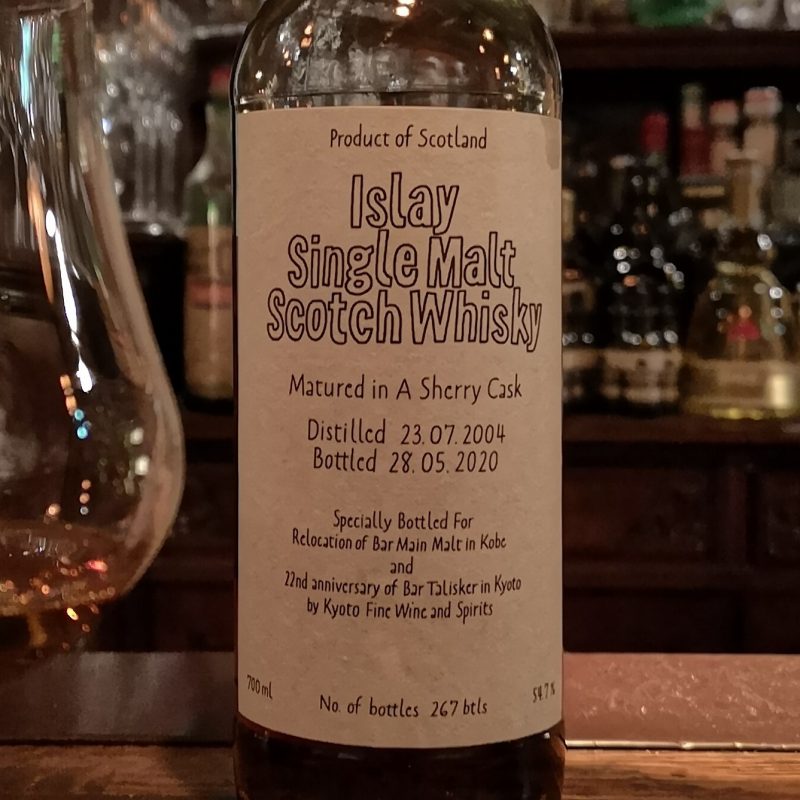 Product of Scotland
Islay
Single Malt
Scotch Whisky
Matured in A Sherry Cask
Distilled 23.07.2004
Bottled 28.05.2020
Specially Bottled For
Relocation of Bar Main Malt in Kobe
and
22nd anniversary of Bar Talisker in Kyoto
by Kyoto Fine Wine and Spirits
700 ml
No. of bottles 267 btls
54.7%